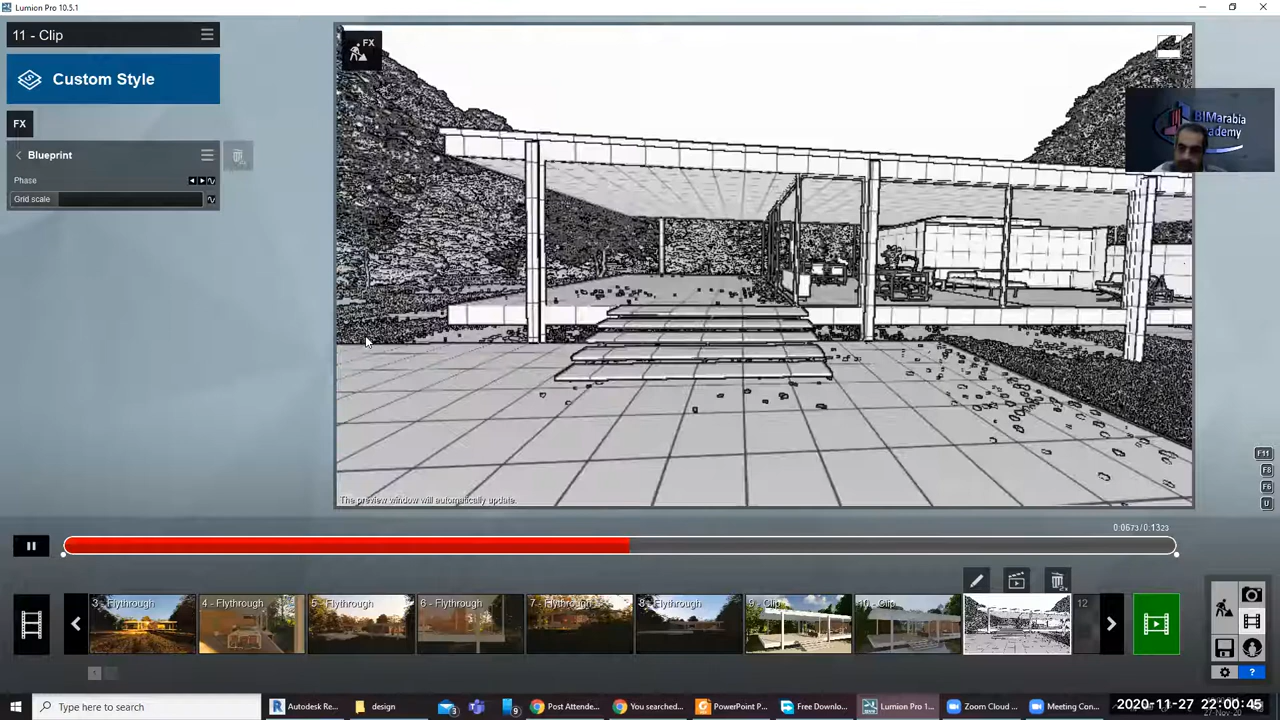 Lumion Pro 10.5.1
11 - Clip
Custom Style
FX
Blueprint
Phase
Grid scale
FX
BIMarabia
Academy
The preview window will automatically update.
F11
F8
F6
U
0:0673/0:1323
3 - Flythrough
4 - Flythrough
5 - Flythrough
6 - Flythrough
7 - Flythrough
8 - Flythrough
9 - Clip
10 - Clip
12
1
?
Type here to search
Autodesk Re...
design
3
9
Post Attende...
You searched...
PowerPoint P...
Free Downlo...
Lumion Pro 1...
Zoom Cloud ...
Meeting Con...
2020-11-27 22:00:45